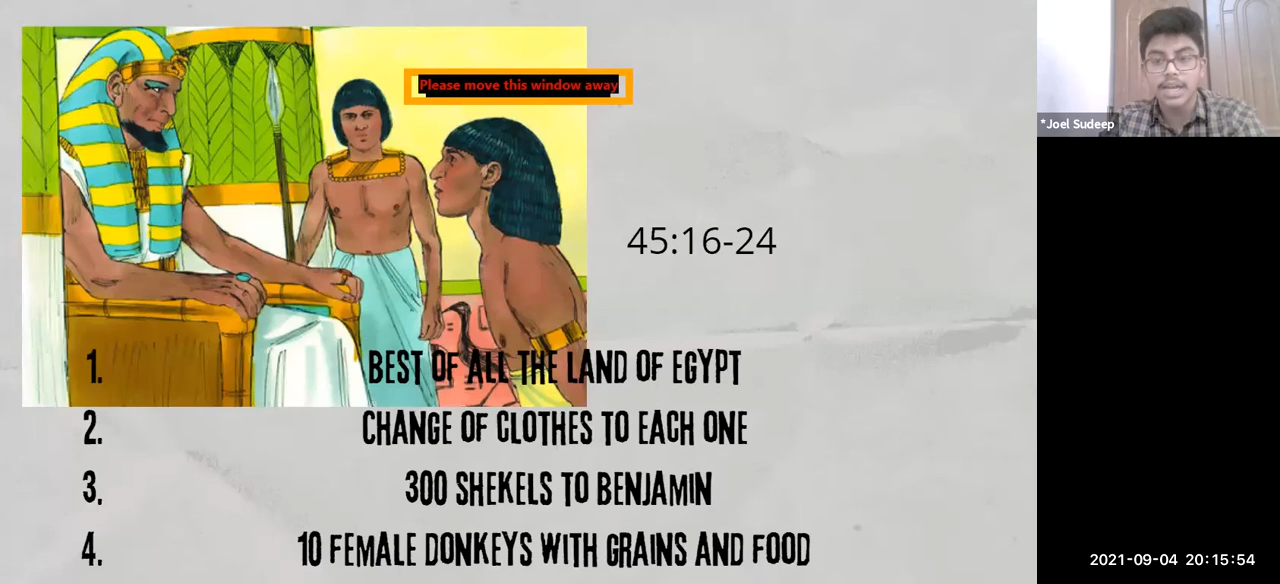 Please move this window away
*Joel Sudeep
45:16-24
1. BEST OF ALL THE LAND OF EGYPT
2. CHANGE OF CLOTHES TO EACH ONE
3. 300 SHEKELS TO BENJAMIN
4. 10 FEMALE DONKEYS WITH GRAINS AND FOOD
2021-09-04 20:15:54